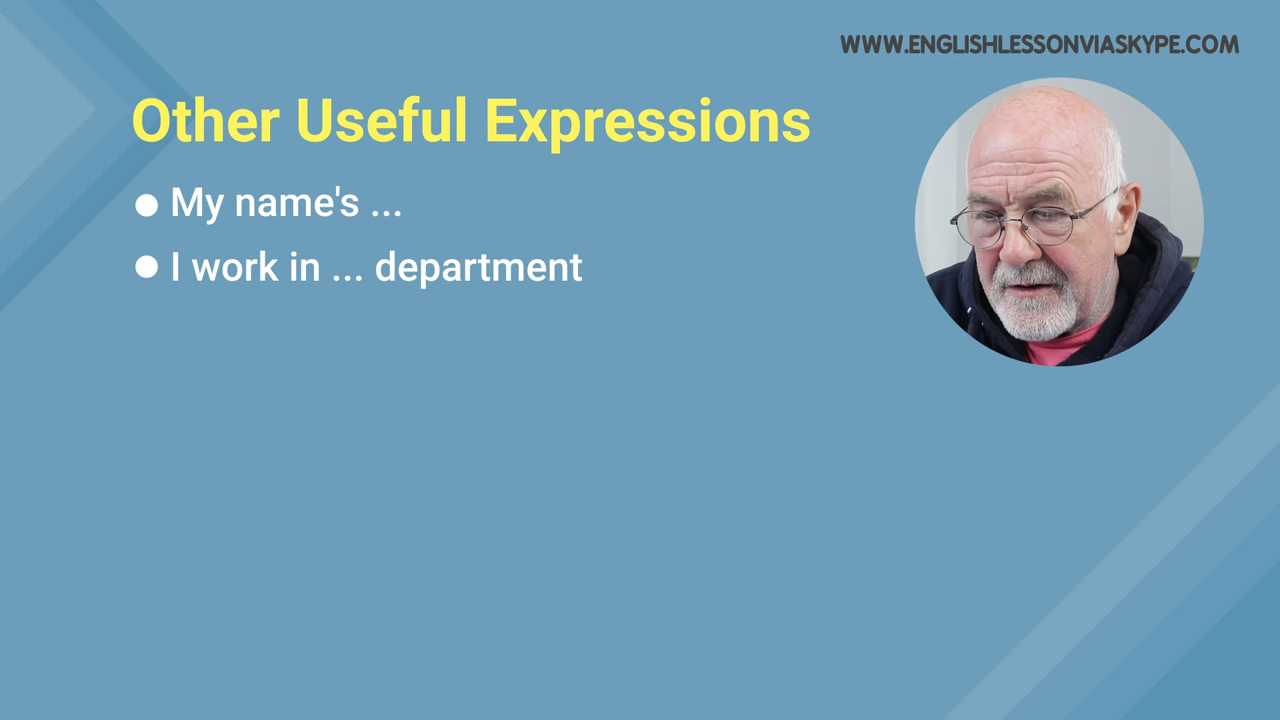 WWW.ENGLISHLESSONVIASKYPE.COM
Other Useful Expressions
My name's ...
I work in ... department